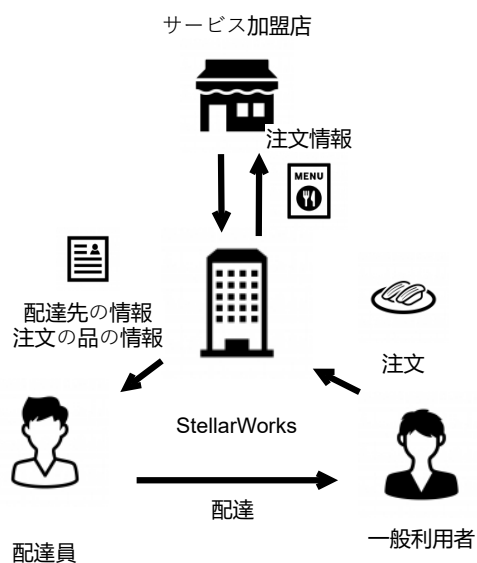 サービス加盟店
注文情報
MENU
配達先の情報
注文の品の情報
注文
StellarWorks
配達
一般利用者
配達員